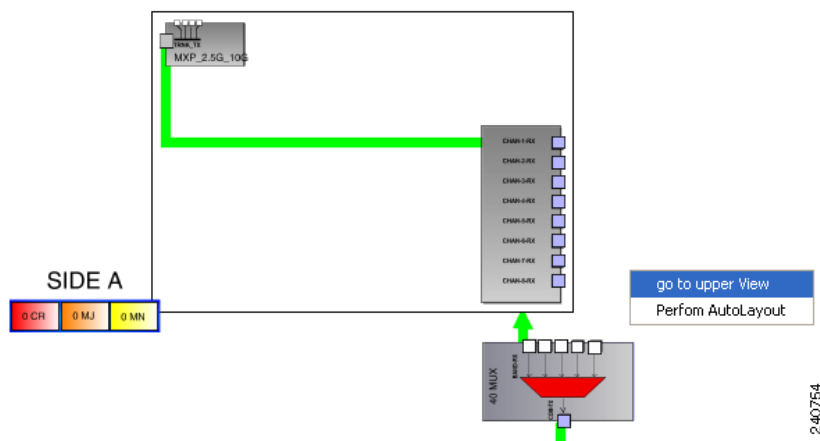 TRNK_TX
MXP_2.5G_10G
CHAN-1-RX
CHAN-2-RX
CHAN-3-RX
CHAN-4-RX
CHAN-5-RX
CHAN-6-RX
CHAN-7-RX
CHAN-8-RX
SIDE A
0 CR
0 MJ
0 MN
go to upper View
Perfom AutoLayout
40 MUX
BAND-RX
COM-TX
240754